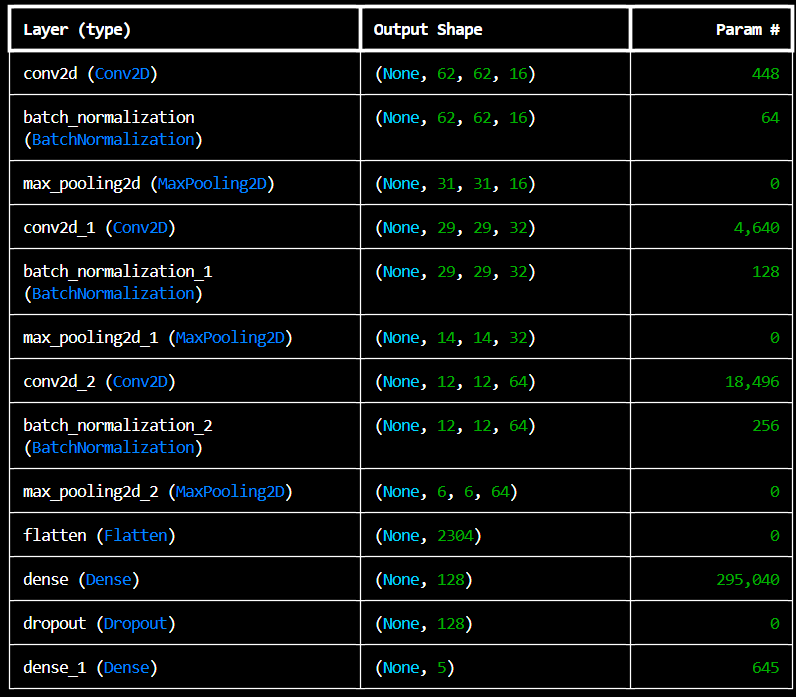 Layer (type) Output Shape Param #
conv2d (Conv2D) (None, 62, 62, 16) 448
batch_normalization (None, 62, 62, 16) 64
(BatchNormalization)
max_pooling2d (MaxPooling2D) (None, 31, 31, 16) 0
conv2d_1 (Conv2D) (None, 29, 29, 32) 4,640
batch_normalization_1 (None, 29, 29, 32) 128
(BatchNormalization)
max_pooling2d_1 (MaxPooling2D) (None, 14, 14, 32) 0
conv2d_2 (Conv2D) (None, 12, 12, 64) 18,496
batch_normalization_2 (None, 12, 12, 64) 256
(BatchNormalization)
max_pooling2d_2 (MaxPooling2D) (None, 6, 6, 64) 0
flatten (Flatten) (None, 2304) 0
dense (Dense) (None, 128) 295,040
dropout (Dropout) (None, 128) 0
dense_1 (Dense) (None, 5) 645